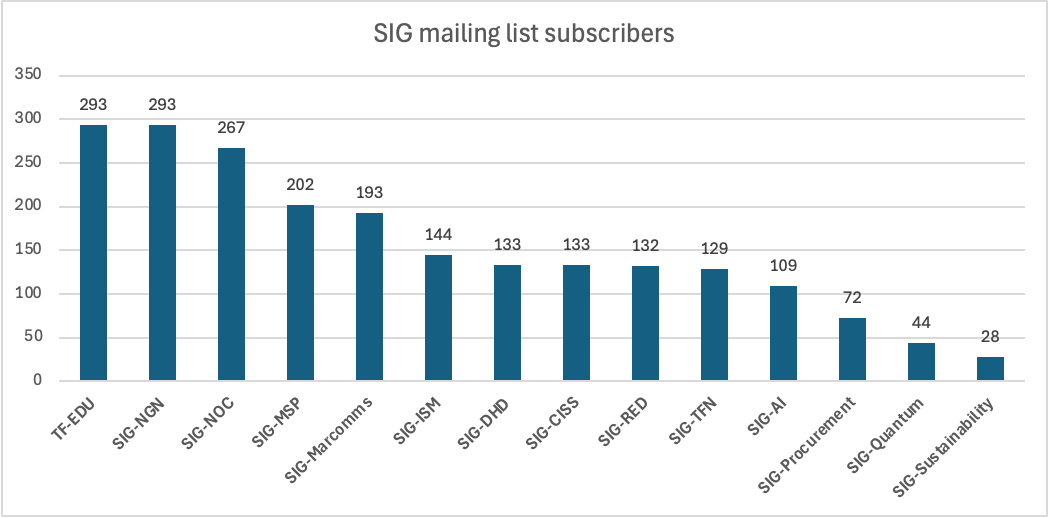 SIG mailing list subscribers
350
300
250
200
150
100
50
0
293
293
267
202
193
144
133
133
132
129
109
72
44
28
TF-EDU
SIG-NGN
SIG-NOC
SIG-MSP
SIG-Marcomms
SIG-ISM
SIG-DHD
SIG-CISS
SIG-RED
SIG-TFN
SIG-AI
SIG-Procurement
SIG-Quantum
SIG-Sustainability